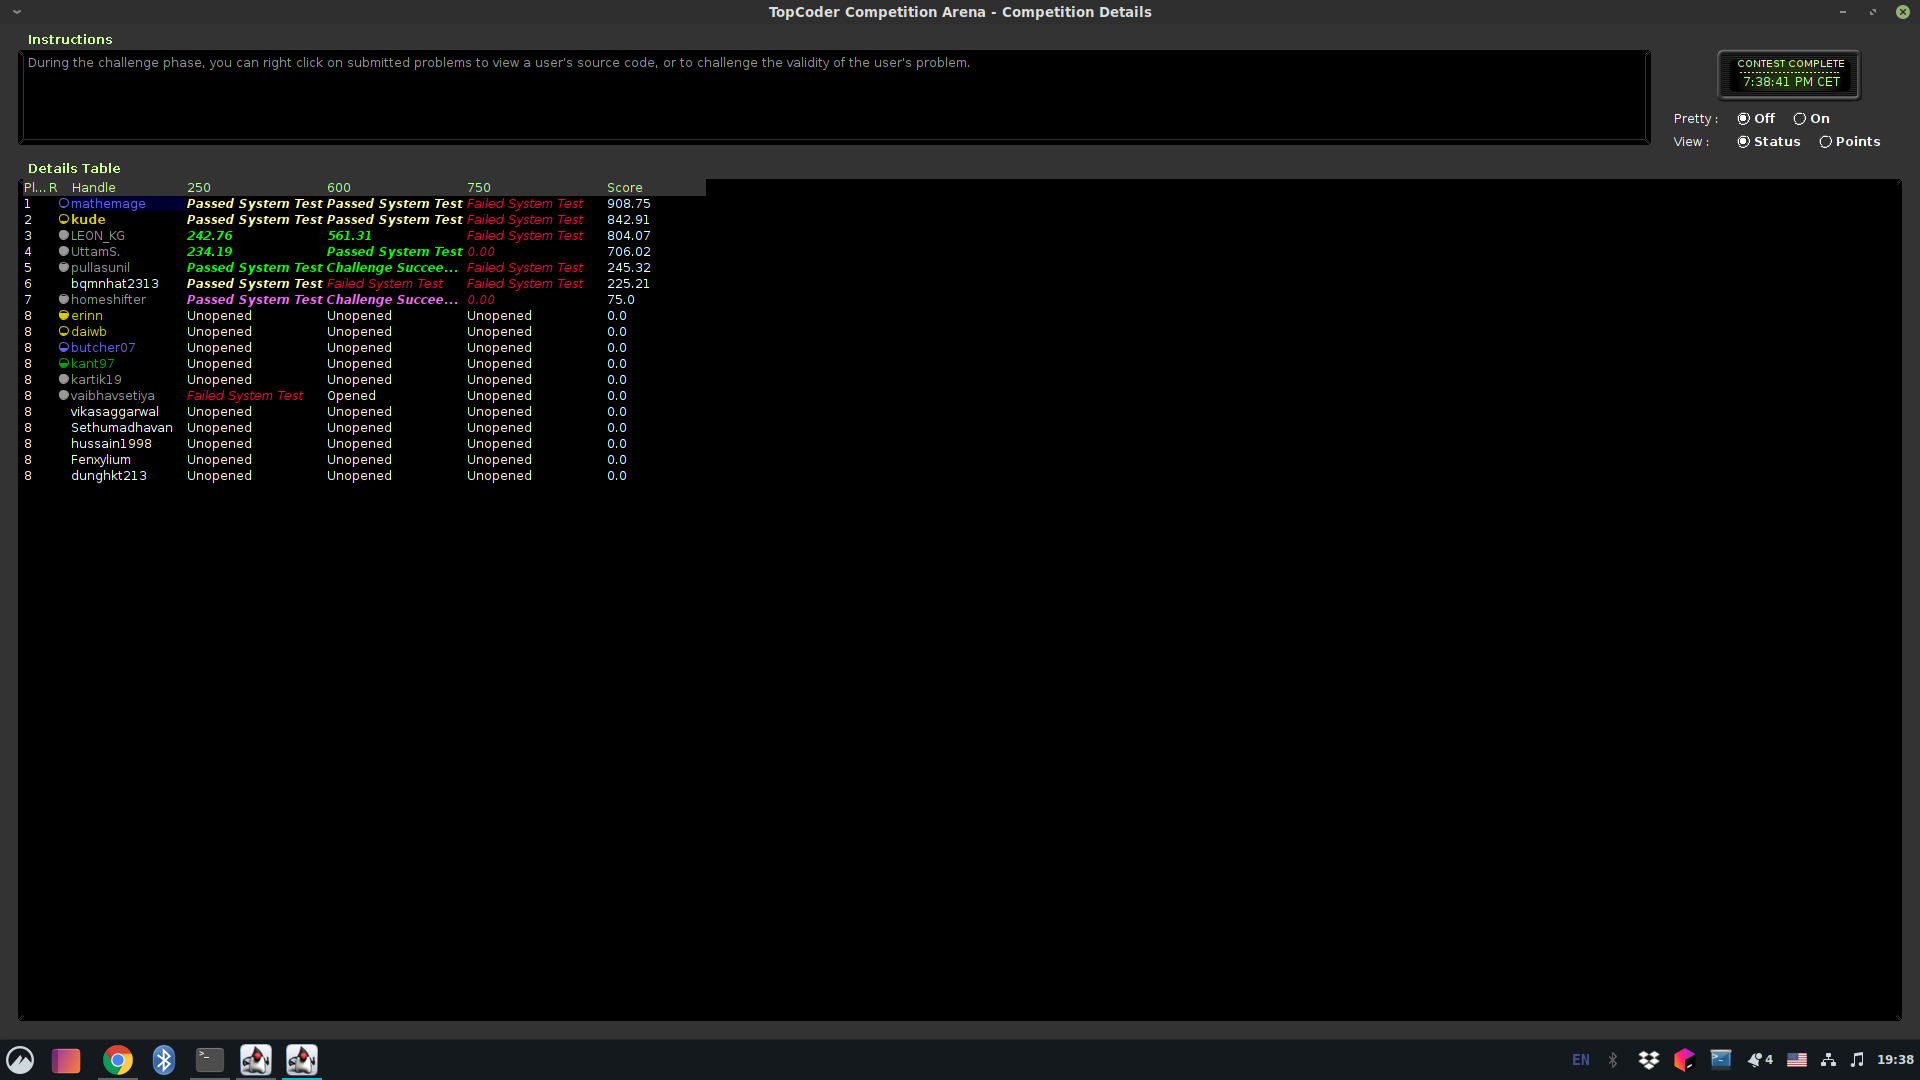 TopCoder Competition Arena - Competition Details
Instructions
During the challenge phase, you can right click on submitted problems to view a user's source code, or to challenge the validity of the user's problem.
CONTEST COMPLETE
7:38:41 PM CET
Pretty : Off On
View : Status Points
Details Table
Pl... R Handle 250 600 750 Score
1 mathemage Passed System Test Passed System Test Failed System Test 908.75
2 kude Passed System Test Passed System Test Failed System Test 842.91
3 LEON_KG 242.76 561.31 Failed System Test 804.07
4 UttamS. 234.19 Passed System Test 0.00 706.02
5 pullasunil Passed System Test Challenge Succee... Failed System Test 245.32
6 bqmnhat2313 Passed System Test Failed System Test Failed System Test 225.21
7 homeshifter Passed System Test Challenge Succee... 0.00 75.0
8 erinn Unopened Unopened Unopened 0.0
8 daiwb Unopened Unopened Unopened 0.0
8 butcher07 Unopened Unopened Unopened 0.0
8 kant97 Unopened Unopened Unopened 0.0
8 kartik19 Unopened Unopened Unopened 0.0
8 vaibhavsetiya Failed System Test Opened Unopened 0.0
8 vikasaggarwal Unopened Unopened Unopened 0.0
8 Sethumadhavan Unopened Unopened Unopened 0.0
8 hussain1998 Unopened Unopened Unopened 0.0
8 Fenxylium Unopened Unopened Unopened 0.0
8 dunghkt213 Unopened Unopened Unopened 0.0
EN 4 19:38